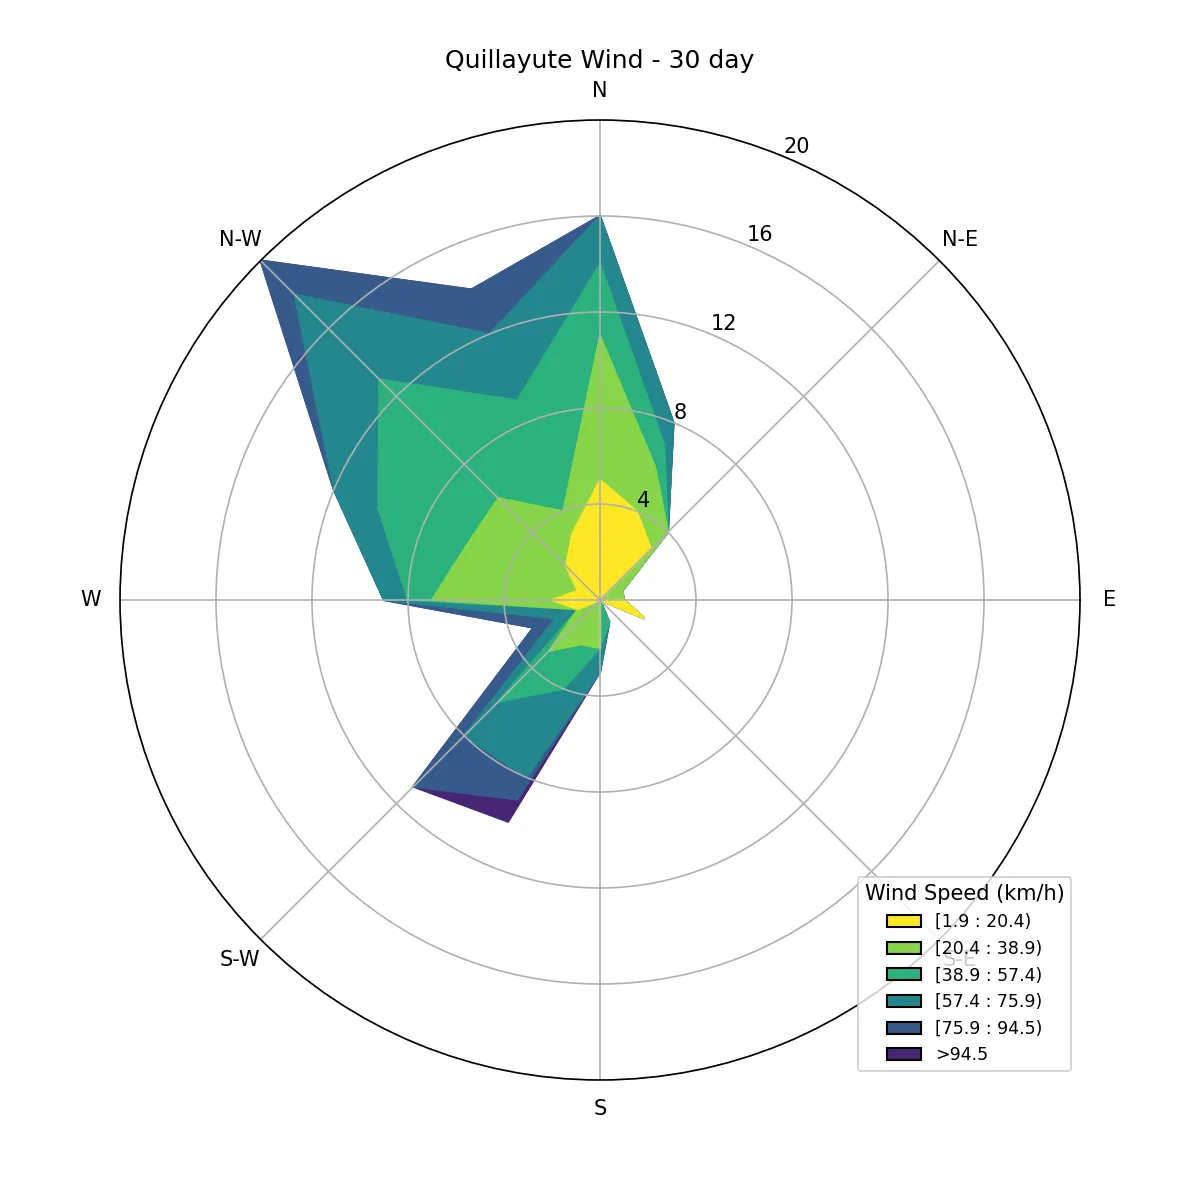 Quillayute Wind - 30 day
N
20
16
N-W
N-E
12
8
4
W
E
Wind Speed (km/h)
[1.9 : 20.4)
[20.4 : 38.9)
S-W
S-E
[38.9 : 57.4)
[57.4 : 75.9)
[75.9 : 94.5)
>94.5
S